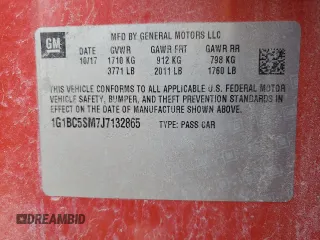 MFD BY GENERAL MOTORS LLC
GM
DATE GVWR GAWR FRT GAWR RR
10/17 1710 KG 912 KG 798 KG
3771 LB 2011 LB 1760 LB
THIS VEHICLE CONFORMS TO ALL APPLICABLE U.S. FEDERAL MOTOR
VEHICLE SAFETY, BUMPER, AND THEFT PREVENTION STANDARDS
IN EFFECT ON THE DATE OF MANUFACTURE SHOWN ABOVE
1G1BC5SM7J7132865
TYPE: PASS CAR
DREAMBID